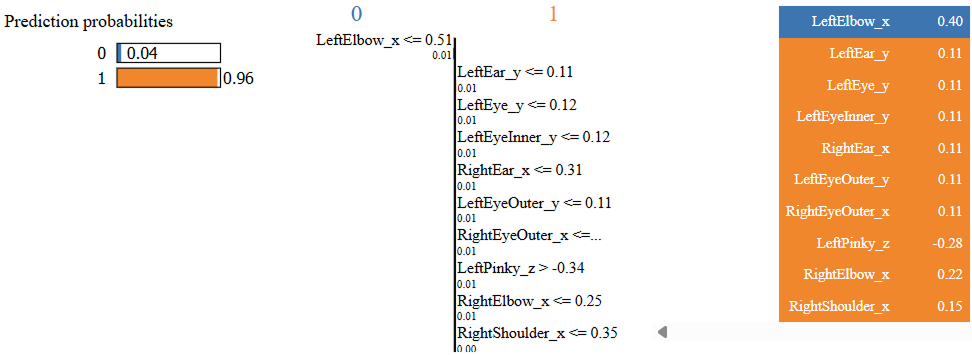 Prediction probabilities
0 0.04
1 0.96
0 1
LeftElbow_x <= 0.51
0.01
LeftEar_y <= 0.11
0.01
LeftEye_y <= 0.12
0.01
LeftEyeInner_y <= 0.12
0.01
RightEar_x <= 0.31
0.01
LeftEyeOuter_y <= 0.11
0.01
RightEyeOuter_x <=...
0.01
LeftPinky_z > -0.34
0.01
RightElbow_x <= 0.25
0.01
RightShoulder_x <= 0.35
0.00
LeftElbow_x 0.40
LeftEar_y 0.11
LeftEye_y 0.11
LeftEyeInner_y 0.11
RightEar_x 0.11
LeftEyeOuter_y 0.11
RightEyeOuter_x 0.11
LeftPinky_z -0.28
RightElbow_x 0.22
RightShoulder_x 0.15